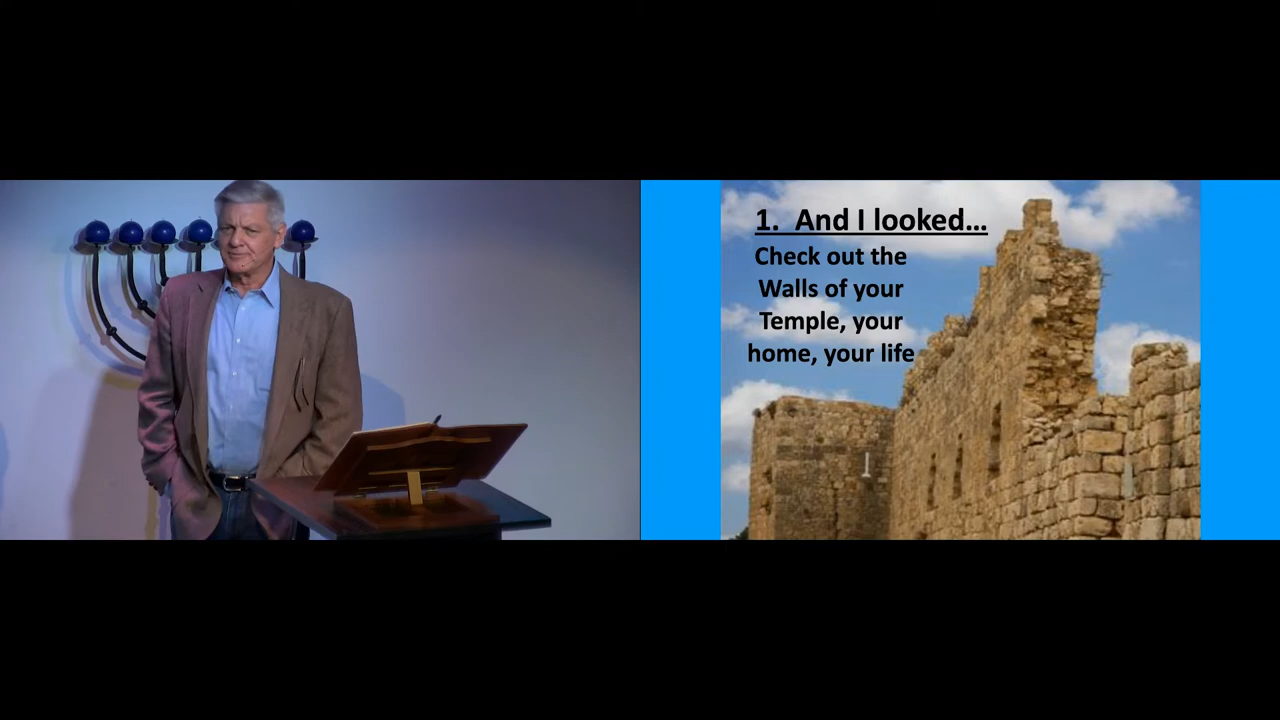 1. And I looked...
Check out the
Walls of your
Temple, your
home, your life